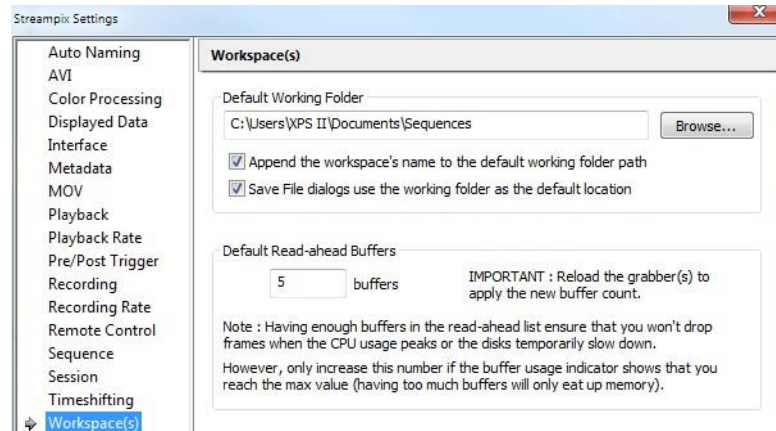 Streampix Settings
X
Auto Naming
AVI
Color Processing
Displayed Data
Interface
Metadata
MOV
Playback
Playback Rate
Pre/Post Trigger
Recording
Recording Rate
Remote Control
Sequence
Session
Timeshifting
Workspace(s)
Workspace(s)
Default Working Folder
C:\Users\XPS II\Documents\Sequences
Browse...
Append the workspace's name to the default working folder path
Save File dialogs use the working folder as the default location
Default Read-ahead Buffers
5 buffers
IMPORTANT : Reload the grabber(s) to
apply the new buffer count.
Note : Having enough buffers in the read-ahead list ensure that you won't drop
frames when the CPU usage peaks or the disks temporarily slow down.
However, only increase this number if the buffer usage indicator shows that you
reach the max value (having too much buffers will only eat up memory).